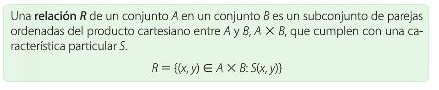 Una relación R de un conjunto A en un conjunto B es un subconjunto de parejas
ordenadas del producto cartesiano entre A y B, A × B, que cumplen con una ca-
racterística particular S.
R = {(x, y) ∈ A × B: S(x, y)}